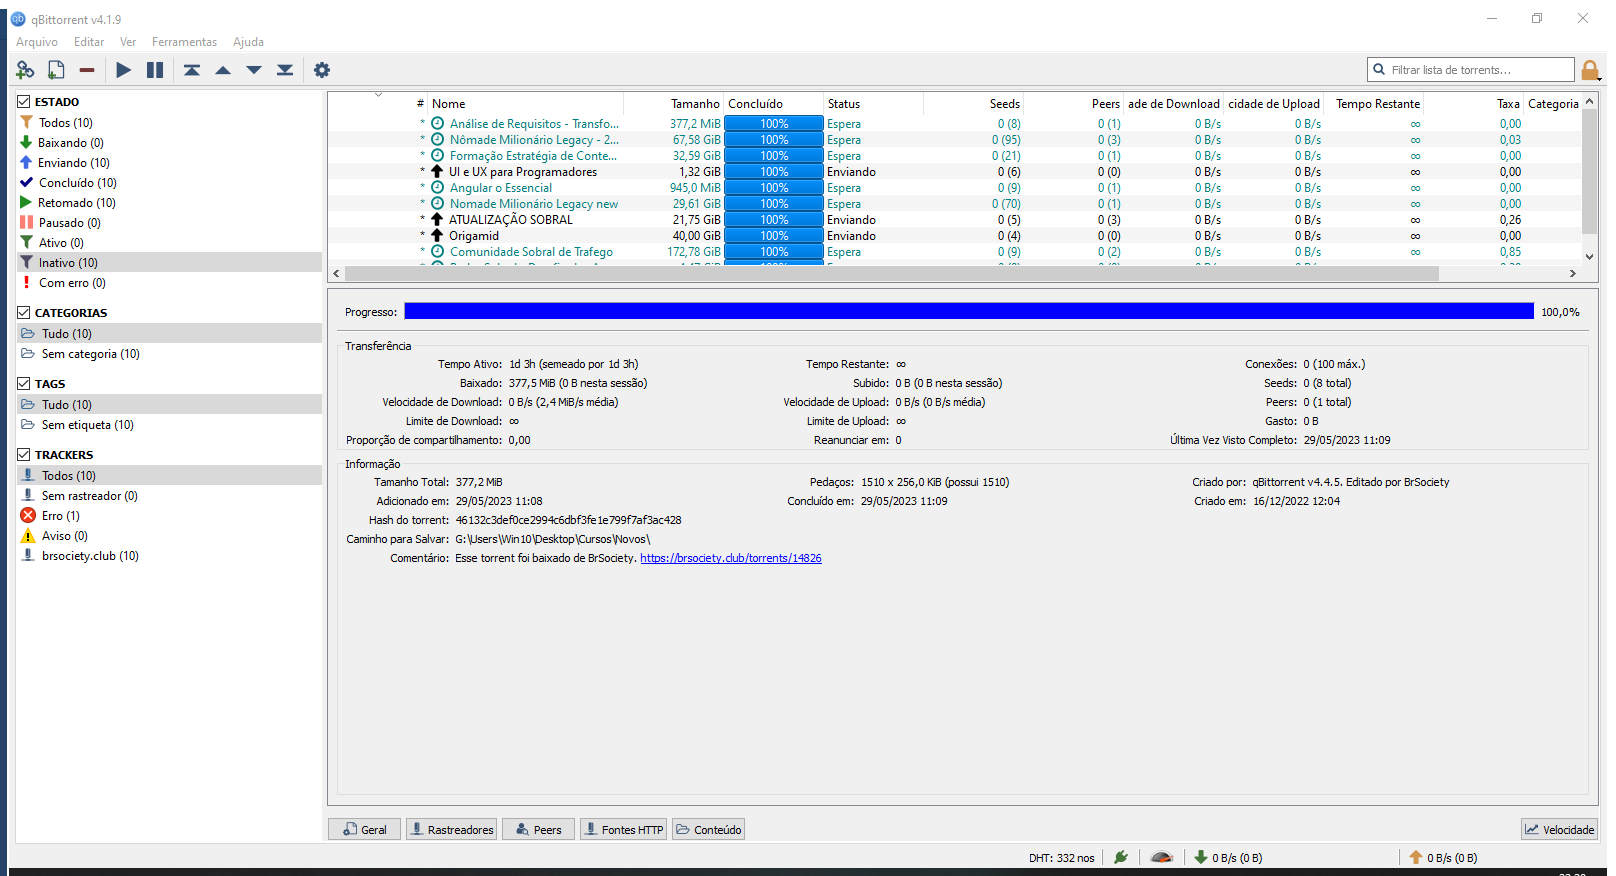 qBittorrent v4.1.9
Arquivo Editar Ver Ferramentas Ajuda
Filtrar lista de torrents...
ESTADO
Todos (10)
Baixando (0)
Enviando (10)
Concluído (10)
Retomado (10)
Pausado (0)
Ativo (0)
Inativo (10)
Com erro (0)
CATEGORIAS
Tudo (10)
Sem categoria (10)
TAGS
Tudo (10)
Sem etiqueta (10)
TRACKERS
Todos (10)
Sem rastreador (0)
Erro (1)
Aviso (0)
brsociety.club (10)
# Nome Tamanho Concluído Status Seeds Peers ade de Download cidade de Upload Tempo Restante Taxa Categoria
* Análise de Requisitos - Transfo... 377,2 MiB 100% Espera 0 (8) 0 (1) 0 B/s 0 B/s ∞ 0,00
* Nômade Milionário Legacy - 2... 67,58 GiB 100% Espera 0 (95) 0 (3) 0 B/s 0 B/s ∞ 0,03
* Formação Estratégia de Conte... 32,59 GiB 100% Espera 0 (21) 0 (1) 0 B/s 0 B/s ∞ 0,00
* UI e UX para Programadores 1,32 GiB 100% Enviando 0 (6) 0 (0) 0 B/s 0 B/s ∞ 0,00
* Angular o Essencial 945,0 MiB 100% Espera 0 (9) 0 (1) 0 B/s 0 B/s ∞ 0,00
* Nomade Milionário Legacy new 29,61 GiB 100% Espera 0 (70) 0 (1) 0 B/s 0 B/s ∞ 0,00
* ATUALIZAÇÃO SOBRAL 21,75 GiB 100% Enviando 0 (5) 0 (3) 0 B/s 0 B/s ∞ 0,26
* Origamid 40,00 GiB 100% Enviando 0 (4) 0 (0) 0 B/s 0 B/s ∞ 0,00
* Comunidade Sobral de Trafego 172,78 GiB 100% Espera 0 (9) 0 (2) 0 B/s 0 B/s ∞ 0,85
Progresso: 100,0%
Transferência
Tempo Ativo: 1d 3h (semeado por 1d 3h) Tempo Restante: ∞ Conexões: 0 (100 máx.)
Baixado: 377,5 MiB (0 B nesta sessão) Subido: 0 B (0 B nesta sessão) Seeds: 0 (8 total)
Velocidade de Download: 0 B/s (2,4 MiB/s média) Velocidade de Upload: 0 B/s (0 B/s média) Peers: 0 (1 total)
Limite de Download: ∞ Limite de Upload: ∞ Gasto: 0 B
Proporção de compartilhamento: 0,00 Reanunciar em: 0 Última Vez Visto Completo: 29/05/2023 11:09
Informação
Tamanho Total: 377,2 MiB Pedaços: 1510 x 256,0 KiB (possui 1510) Criado por: qBittorrent v4.4.5. Editado por BrSociety
Adicionado em: 29/05/2023 11:08 Concluído em: 29/05/2023 11:09 Criado em: 16/12/2022 12:04
Hash do torrent: 46132c3def0ce2994c6dbf3fe1e799f7af3ac428
Caminho para Salvar: G:\Users\Win10\Desktop\Cursos\Novos\
Comentário: Esse torrent foi baixado de BrSociety. https://brsociety.club/torrents/14826
Geral Rastreadores Peers Fontes HTTP Conteúdo Velocidade
DHT: 332 nos 0 B/s (0 B) 0 B/s (0 B)